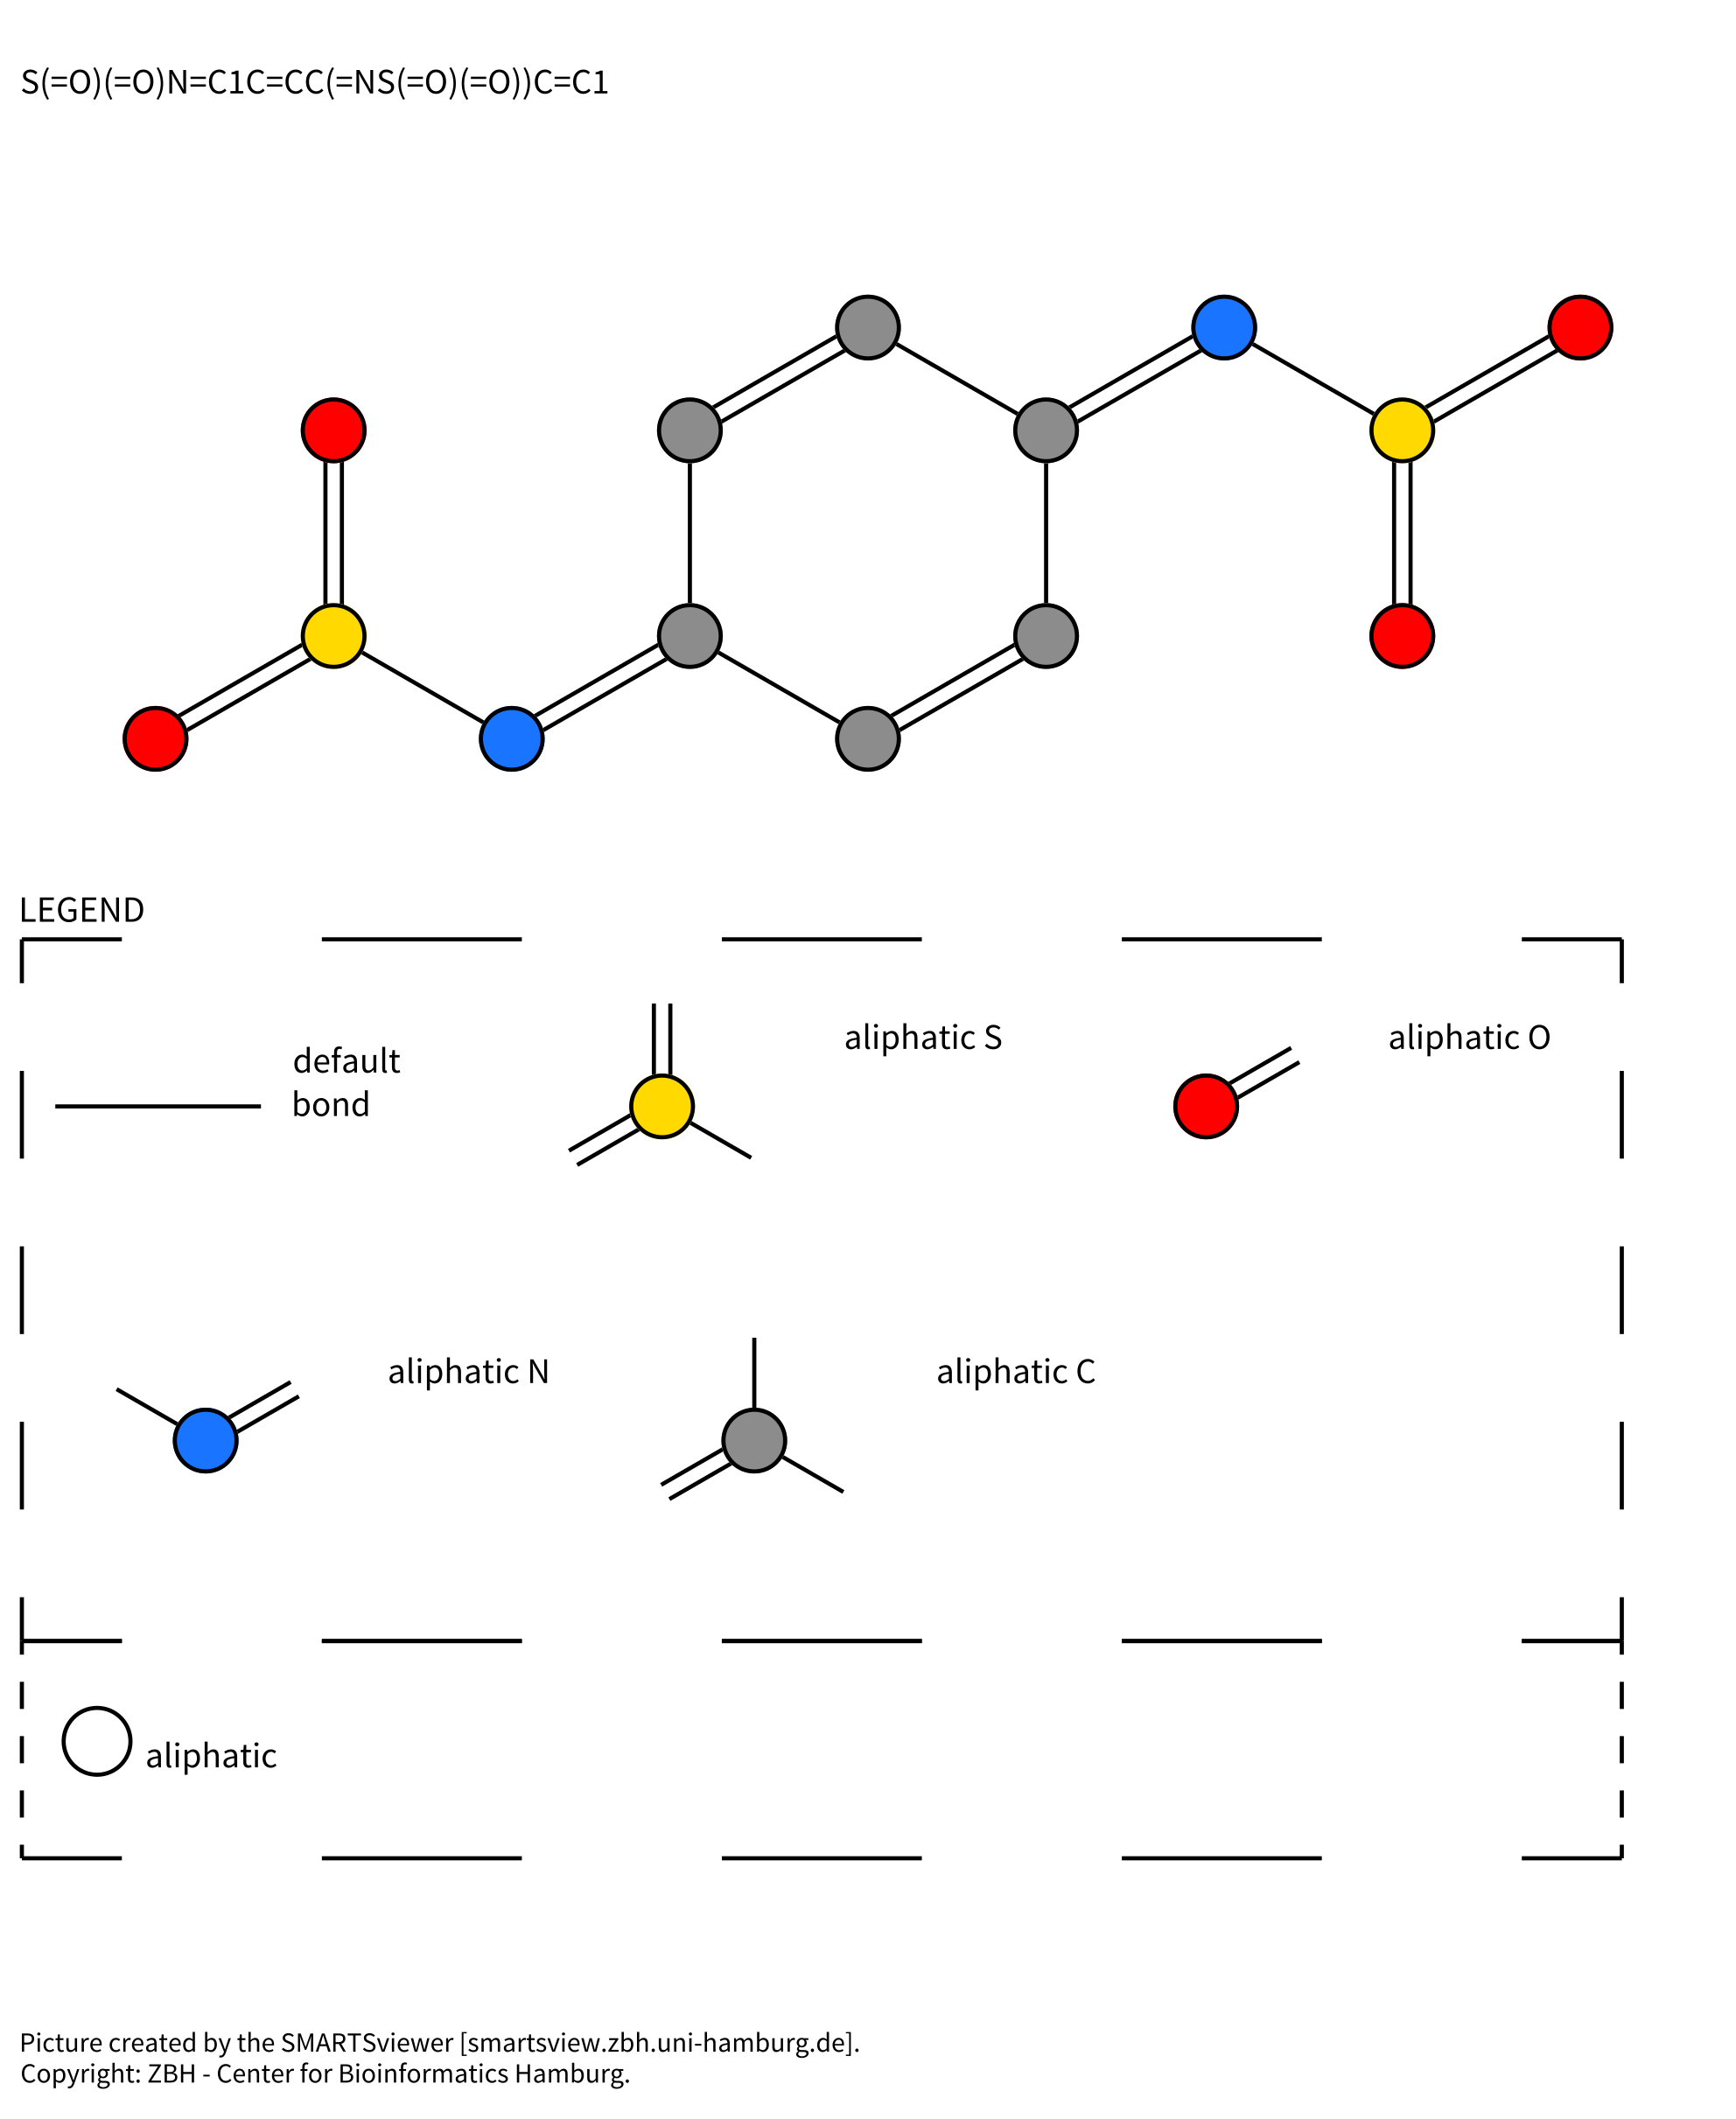 S(=O)(=O)N=C1C=CC(=NS(=O)(=O))C=C1
LEGEND
default
bond
aliphatic S
aliphatic O
aliphatic N
aliphatic C
aliphatic
Picture created by the SMARTSviewer [smartsview.zbh.uni-hamburg.de].
Copyright: ZBH - Center for Bioinformatics Hamburg.